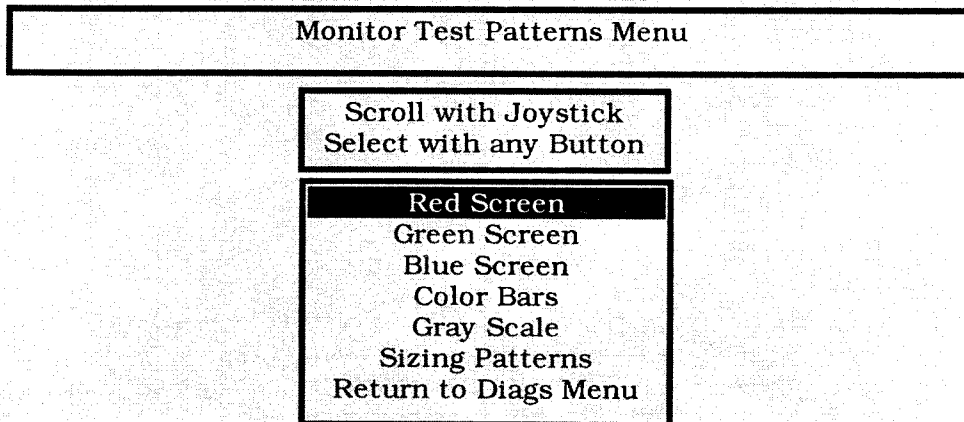 Monitor Test Patterns Menu
Scroll with Joystick
Select with any Button
Red Screen
Green Screen
Blue Screen
Color Bars
Gray Scale
Sizing Patterns
Return to Diags Menu